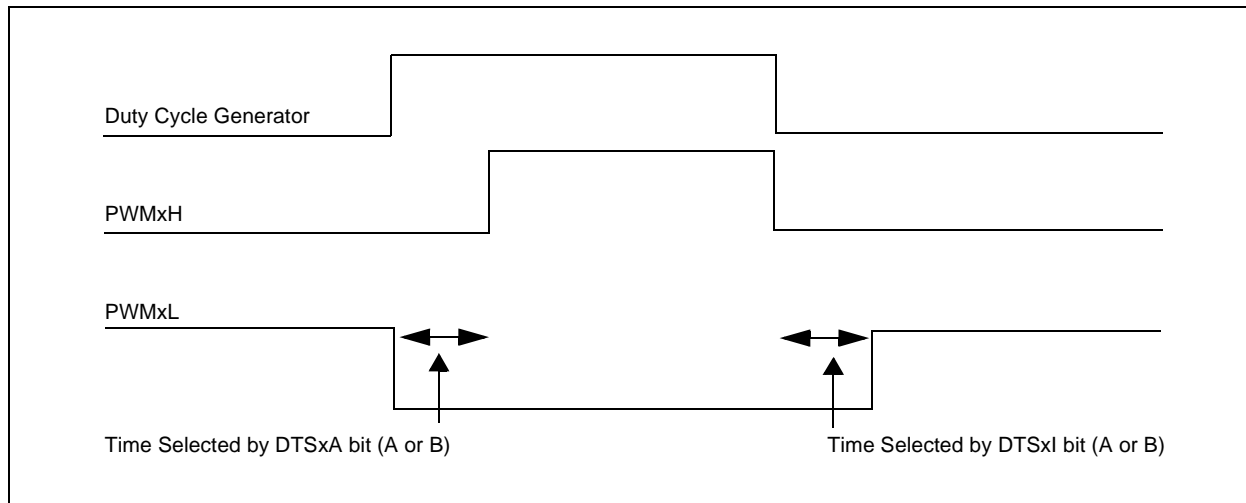 Duty Cycle Generator
PWMxH
PWMxL
Time Selected by DTSxA bit (A or B)
Time Selected by DTSxI bit (A or B)